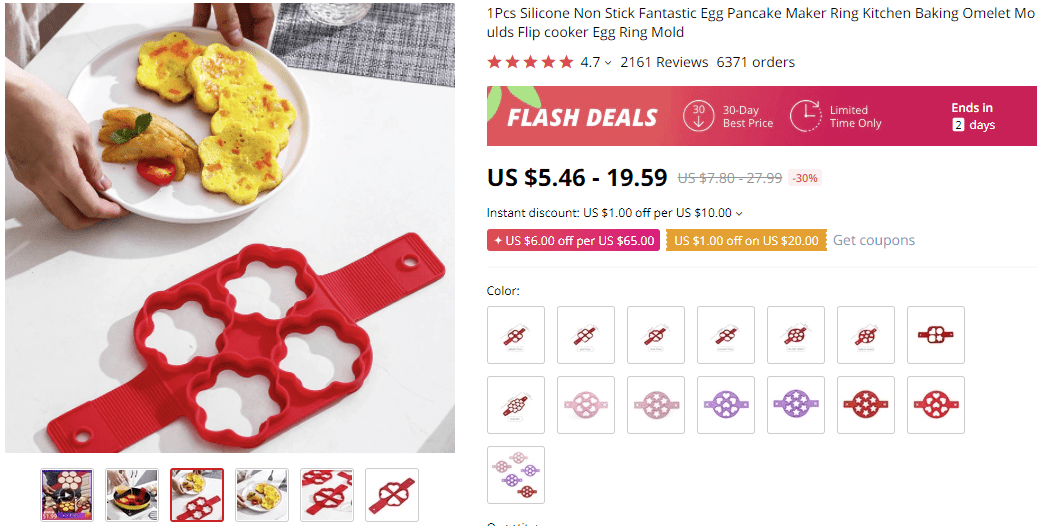 1Pcs Silicone Non Stick Fantastic Egg Pancake Maker Ring Kitchen Baking Omelet Mo
ulds Flip cooker Egg Ring Mold
4.7 2161 Reviews 6371 orders
FLASH DEALS
30
30-Day
Best Price
Limited
Time Only
Ends in
2 days
US $5.46 - 19.59 US $7.80 - 27.99 -30%
Instant discount: US $1.00 off per US $10.00
US $6.00 off per US $65.00 US $1.00 off on US $20.00 Get coupons
Color:
$1.99